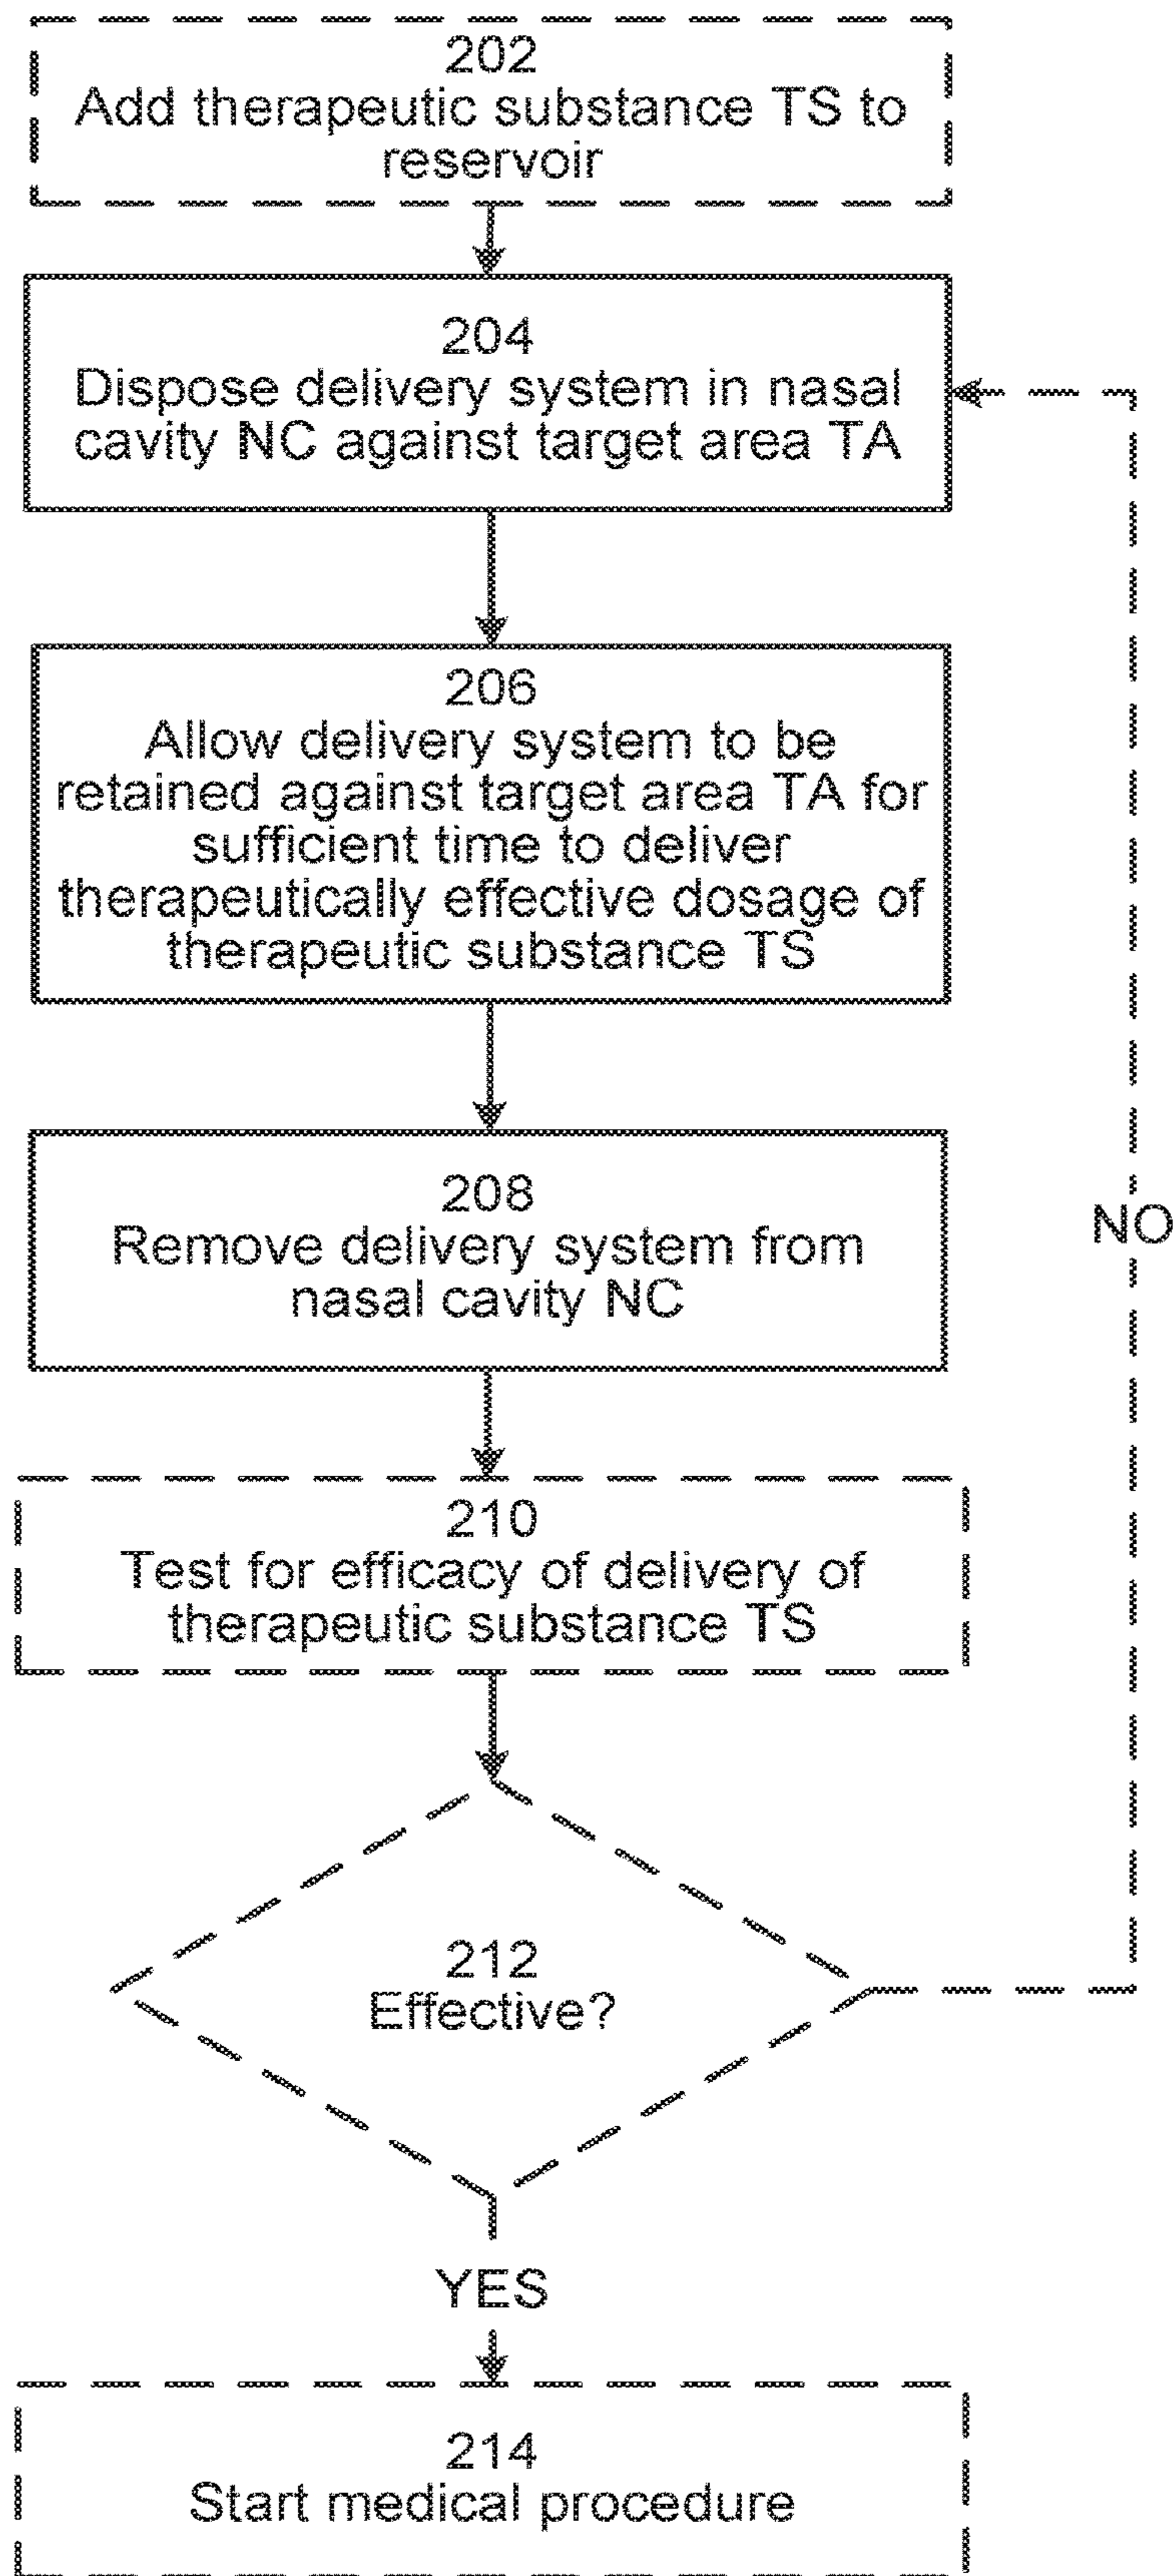 202
Add therapeutic substance TS to
reservoir
204
Dispose delivery system in nasal
cavity NC against target area TA
206
Allow delivery system to be
retained against target area TA for
sufficient time to deliver
therapeutically effective dosage of
therapeutic substance TS
208
Remove delivery system from
nasal cavity NC
NO
210
Test for efficacy of delivery of
therapeutic substance TS
212
Effective?
YES
214
Start medical procedure